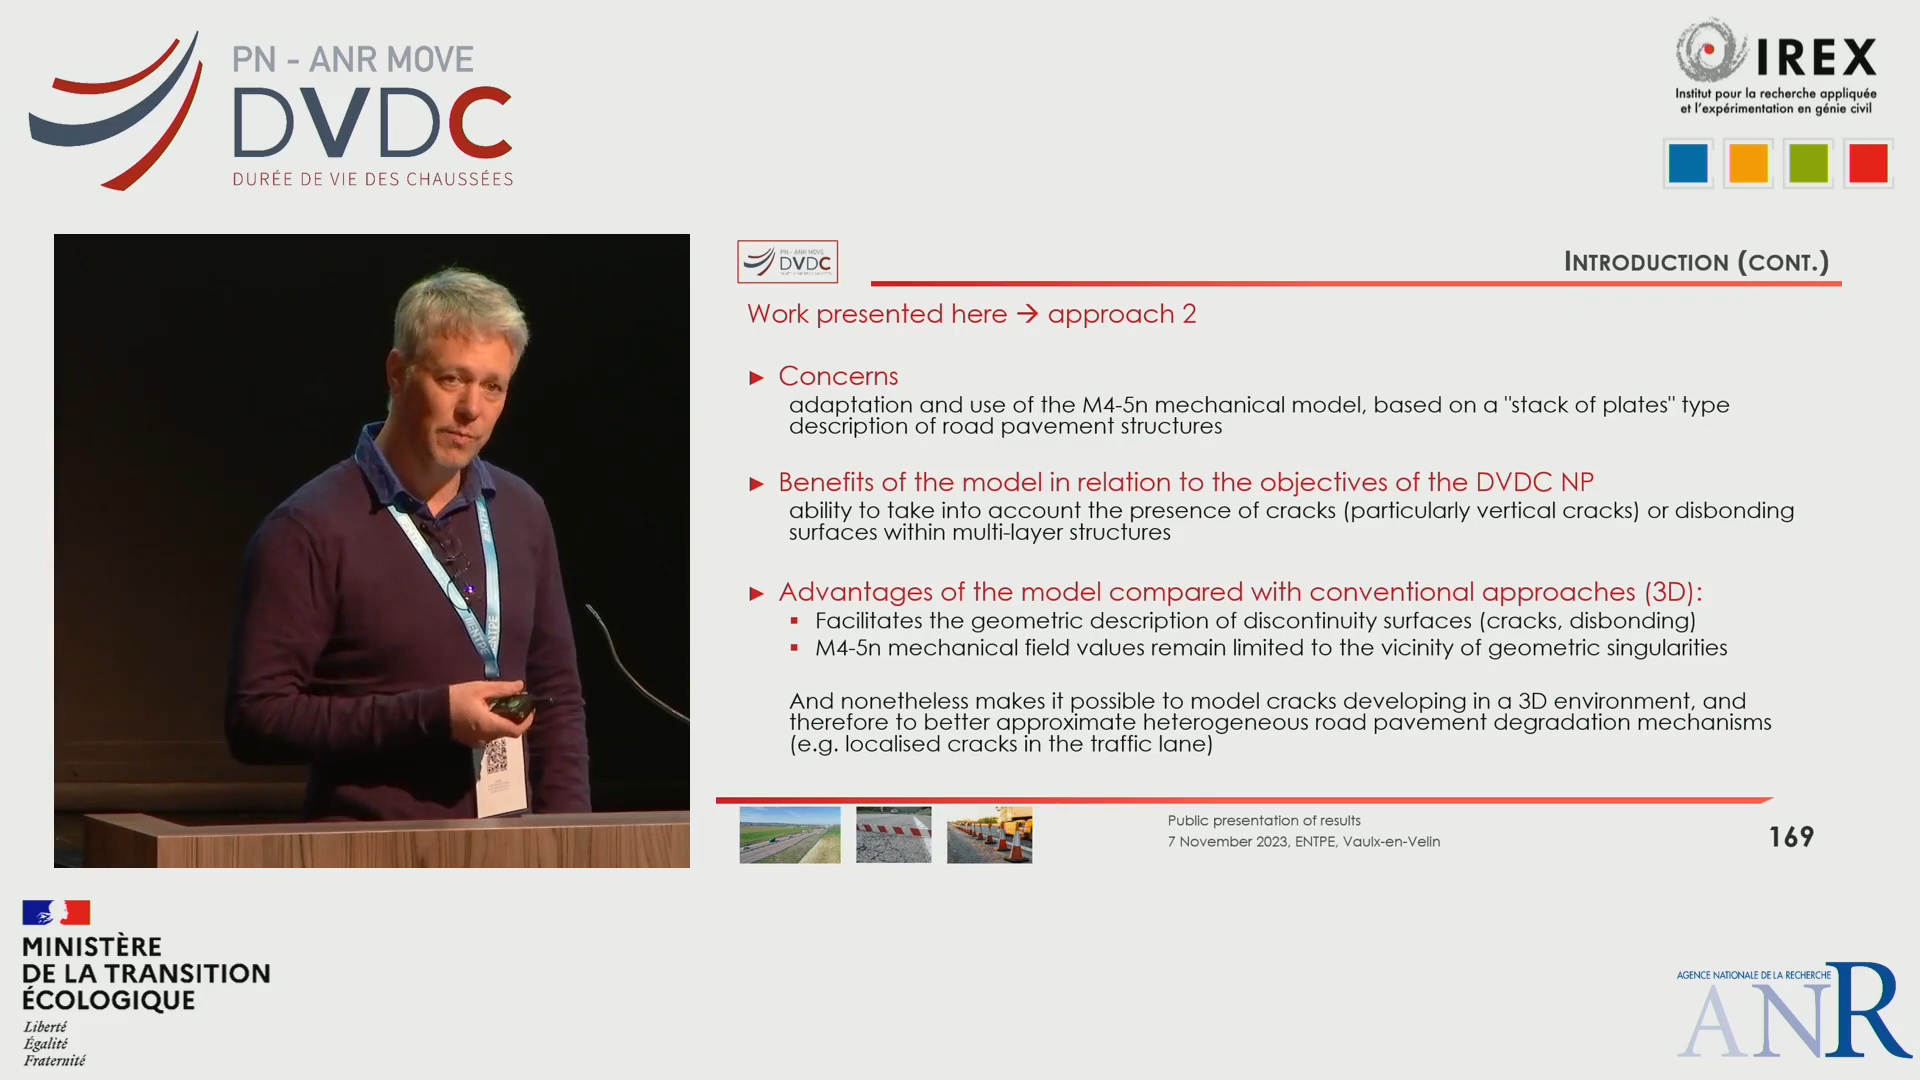 PN - ANR MOVE
DVDC
DURÉE DE VIE DES CHAUSSÉES
IREX
Institut pour la recherche appliquée
et l'expérimentation en génie civil
ENTPE
ENTPE
DVDC
INTRODUCTION (CONT.)
Work presented here → approach 2
► Concerns
adaptation and use of the M4-5n mechanical model, based on a "stack of plates" type
description of road pavement structures
► Benefits of the model in relation to the objectives of the DVDC NP
ability to take into account the presence of cracks (particularly vertical cracks) or disbonding
surfaces within multi-layer structures
► Advantages of the model compared with conventional approaches (3D):
▪ Facilitates the geometric description of discontinuity surfaces (cracks, disbonding)
▪ M4-5n mechanical field values remain limited to the vicinity of geometric singularities
And nonetheless makes it possible to model cracks developing in a 3D environment, and
therefore to better approximate heterogeneous road pavement degradation mechanisms
(e.g. localised cracks in the traffic lane)
Public presentation of results
7 November 2023, ENTPE, Vaulx-en-Velin
169
MINISTÈRE
DE LA TRANSITION
ÉCOLOGIQUE
Liberté
Égalité
Fraternité
AGENCE NATIONALE DE LA RECHERCHE
ANR